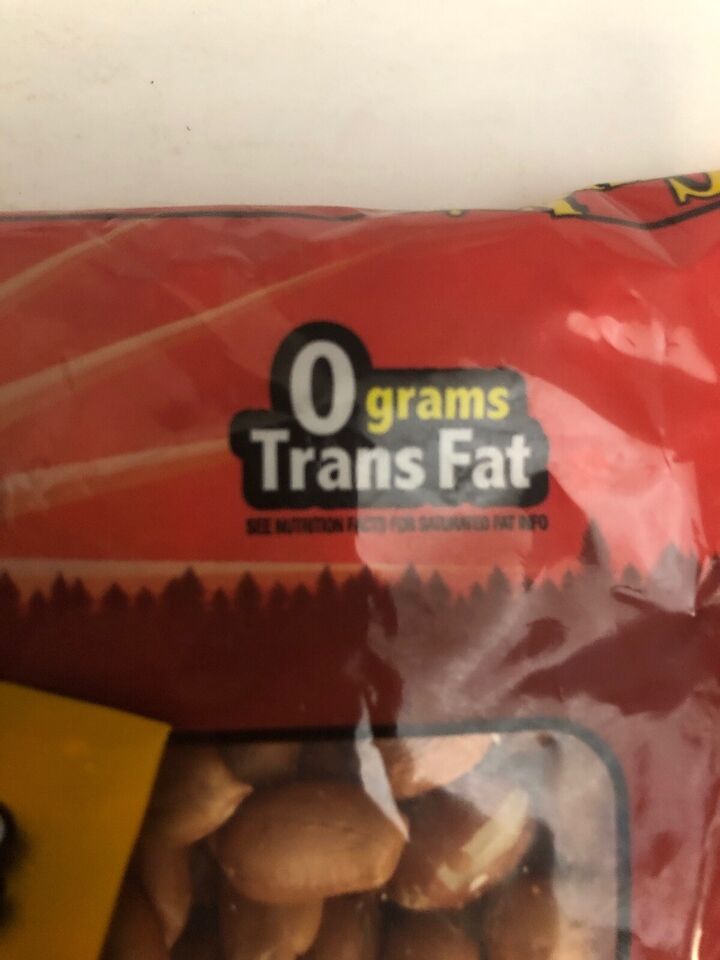 0 grams
Trans Fat
SEE NUTRITION FACTS FOR SATURATED FAT INFO